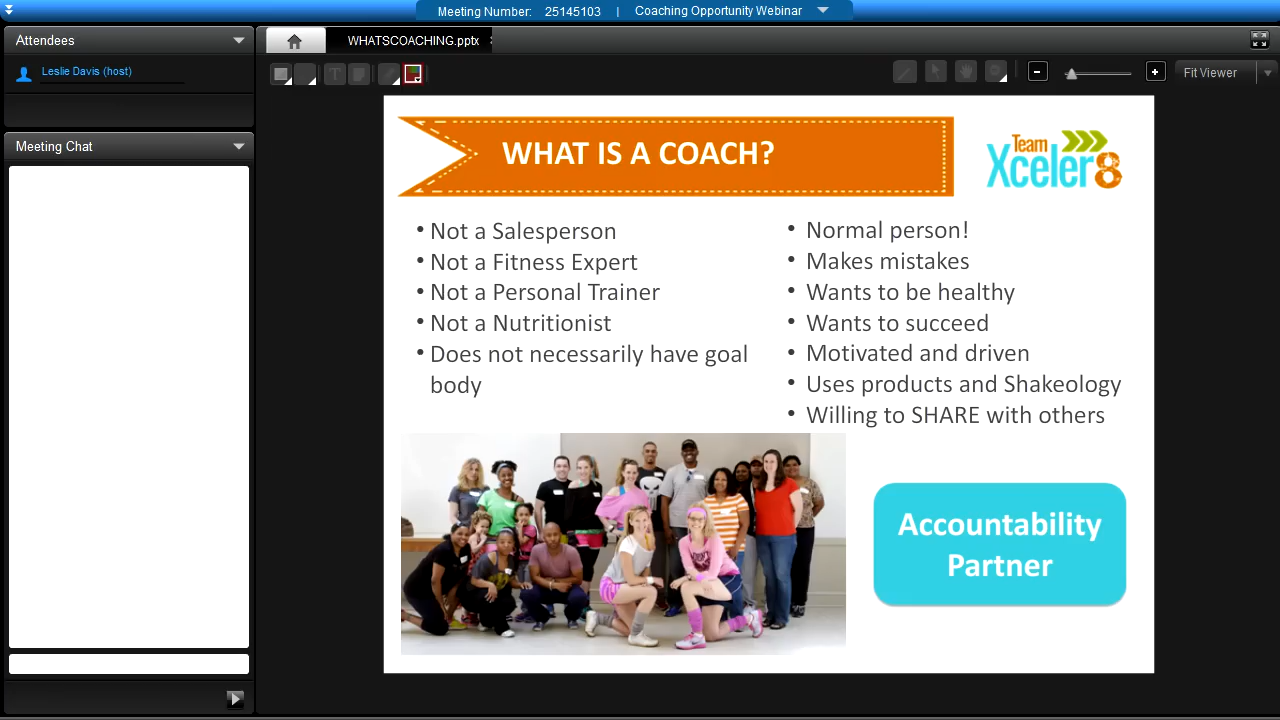 Meeting Number: 25145103 | Coaching Opportunity Webinar
Attendees
Leslie Davis (host)
Meeting Chat
WHATSCOACHING.pptx
T
Fit Viewer
WHAT IS A COACH?
Team
Xceler8
• Not a Salesperson
• Not a Fitness Expert
• Not a Personal Trainer
• Not a Nutritionist
• Does not necessarily have goal
body
• Normal person!
• Makes mistakes
• Wants to be healthy
• Wants to succeed
• Motivated and driven
• Uses products and Shakeology
• Willing to SHARE with others
Accountability
Partner